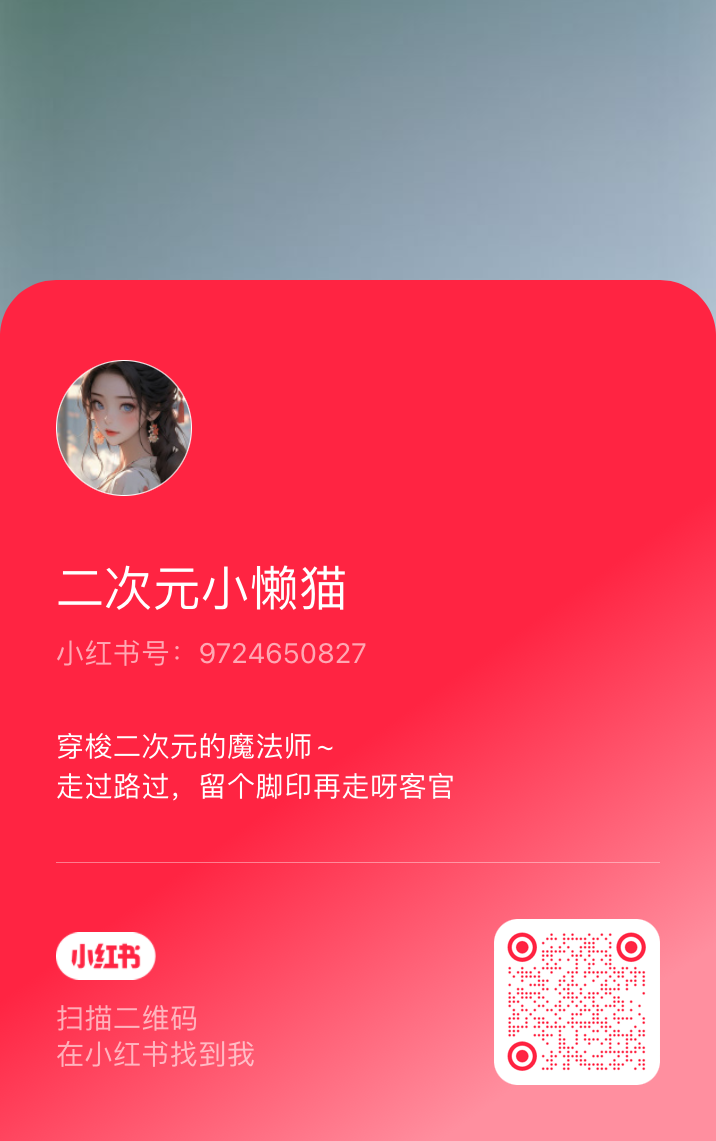 二次元小懒猫
小红书号：9724650827
穿梭二次元的魔法师~
走过路过，留个脚印再走呀客官
小红书
扫描二维码
在小红书找到我